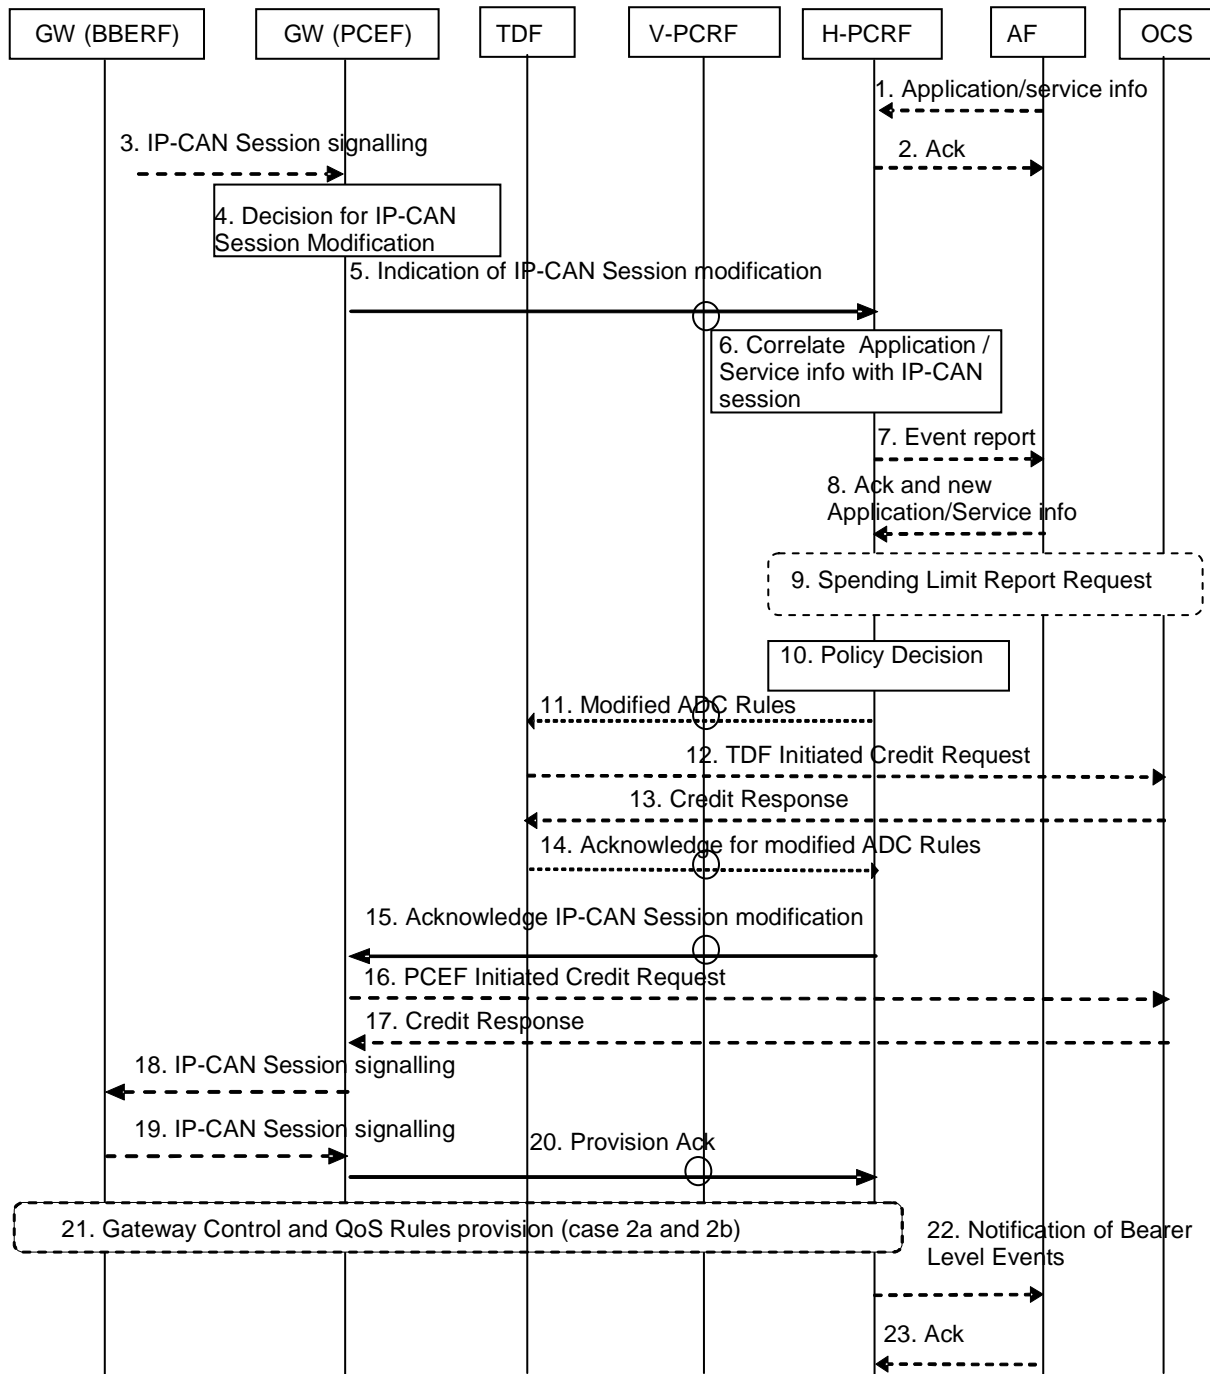 GW (BBERF)
GW (PCEF)
TDF
V-PCRF
H-PCRF
AF
OCS
1. Application/service info
2. Ack
3. IP-CAN Session signalling
4. Decision for IP-CAN
Session Modification
5. Indication of IP-CAN Session modification
6. Correlate Application /
Service info with IP-CAN
session
7. Event report
8. Ack and new
Application/Service info
9. Spending Limit Report Request
10. Policy Decision
11. Modified ADC Rules
12. TDF Initiated Credit Request
13. Credit Response
14. Acknowledge for modified ADC Rules
15. Acknowledge IP-CAN Session modification
16. PCEF Initiated Credit Request
17. Credit Response
18. IP-CAN Session signalling
19. IP-CAN Session signalling
20. Provision Ack
21. Gateway Control and QoS Rules provision (case 2a and 2b)
22. Notification of Bearer
Level Events
23. Ack